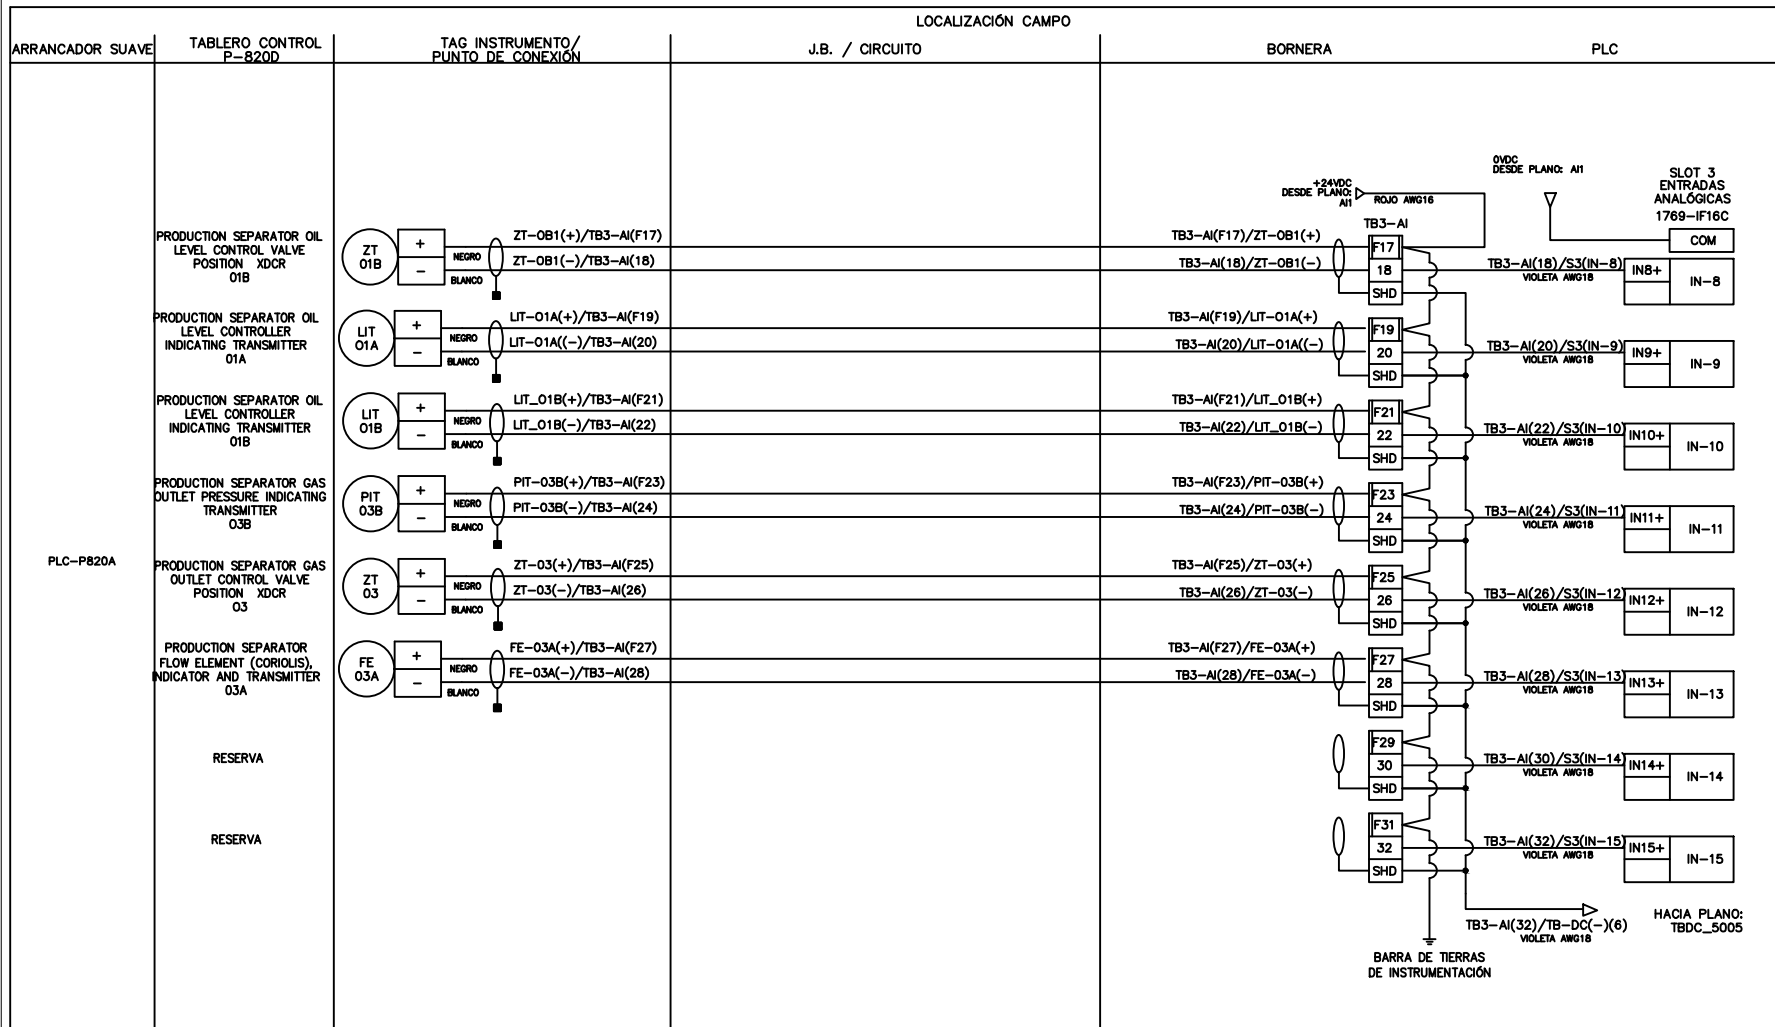 LOCALIZACIÓN CAMPO
ARRANCADOR SUAVE
TABLERO CONTROL
P-820D
TAG INSTRUMENTO/
PUNTO DE CONEXIÓN
J.B. / CIRCUITO
BORNERA
PLC
0VDC
DESDE PLANO: AI1
+24VDC
DESDE PLANO:
AI1
ROJO AWG16
SLOT 3
ENTRADAS
ANALÓGICAS
1769-IF16C
COM
TB3-AI
PRODUCTION SEPARATOR OIL
LEVEL CONTROL VALVE
POSITION XDCR
01B
ZT
01B
+
-
NEGRO
BLANCO
ZT-0B1(+)/TB3-AI(F17)
ZT-0B1(-)/TB3-AI(18)
TB3-AI(F17)/ZT-0B1(+)
TB3-AI(18)/ZT-0B1(-)
F17
18
SHD
TB3-AI(18)/S3(IN-8)
VIOLETA AWG18
IN8+
IN-8
PRODUCTION SEPARATOR OIL
LEVEL CONTROLLER
INDICATING TRANSMITTER
01A
LIT
01A
+
-
NEGRO
BLANCO
LIT-01A(+)/TB3-AI(F19)
LIT-01A((-)/TB3-AI(20)
TB3-AI(F19)/LIT-01A(+)
TB3-AI(20)/LIT-01A((-)
F19
20
SHD
TB3-AI(20)/S3(IN-9)
VIOLETA AWG18
IN9+
IN-9
PRODUCTION SEPARATOR OIL
LEVEL CONTROLLER
INDICATING TRANSMITTER
01B
LIT
01B
+
-
NEGRO
BLANCO
LIT_01B(+)/TB3-AI(F21)
LIT_01B(-)/TB3-AI(22)
TB3-AI(F21)/LIT_01B(+)
TB3-AI(22)/LIT_01B(-)
F21
22
SHD
TB3-AI(22)/S3(IN-10)
VIOLETA AWG18
IN10+
IN-10
PRODUCTION SEPARATOR GAS
OUTLET PRESSURE INDICATING
TRANSMITTER
03B
PIT
03B
+
-
NEGRO
BLANCO
PIT-03B(+)/TB3-AI(F23)
PIT-03B(-)/TB3-AI(24)
TB3-AI(F23)/PIT-03B(+)
TB3-AI(24)/PIT-03B(-)
F23
24
SHD
TB3-AI(24)/S3(IN-11)
VIOLETA AWG18
IN11+
IN-11
PLC-P820A
PRODUCTION SEPARATOR GAS
OUTLET CONTROL VALVE
POSITION XDCR
03
ZT
03
+
-
NEGRO
BLANCO
ZT-03(+)/TB3-AI(F25)
ZT-03(-)/TB3-AI(26)
TB3-AI(F25)/ZT-03(+)
TB3-AI(26)/ZT-03(-)
F25
26
SHD
TB3-AI(26)/S3(IN-12)
VIOLETA AWG18
IN12+
IN-12
PRODUCTION SEPARATOR
FLOW ELEMENT (CORIOLIS),
INDICATOR AND TRANSMITTER
03A
FE
03A
+
-
NEGRO
BLANCO
FE-03A(+)/TB3-AI(F27)
FE-03A(-)/TB3-AI(28)
TB3-AI(F27)/FE-03A(+)
TB3-AI(28)/FE-03A(-)
F27
28
SHD
TB3-AI(28)/S3(IN-13)
VIOLETA AWG18
IN13+
IN-13
RESERVA
F29
30
SHD
TB3-AI(30)/S3(IN-14)
VIOLETA AWG18
IN14+
IN-14
RESERVA
F31
32
SHD
TB3-AI(32)/S3(IN-15)
VIOLETA AWG18
IN15+
IN-15
TB3-AI(32)/TB-DC(-)(6)
VIOLETA AWG18
HACIA PLANO:
TBDC_5005
BARRA DE TIERRAS
DE INSTRUMENTACIÓN